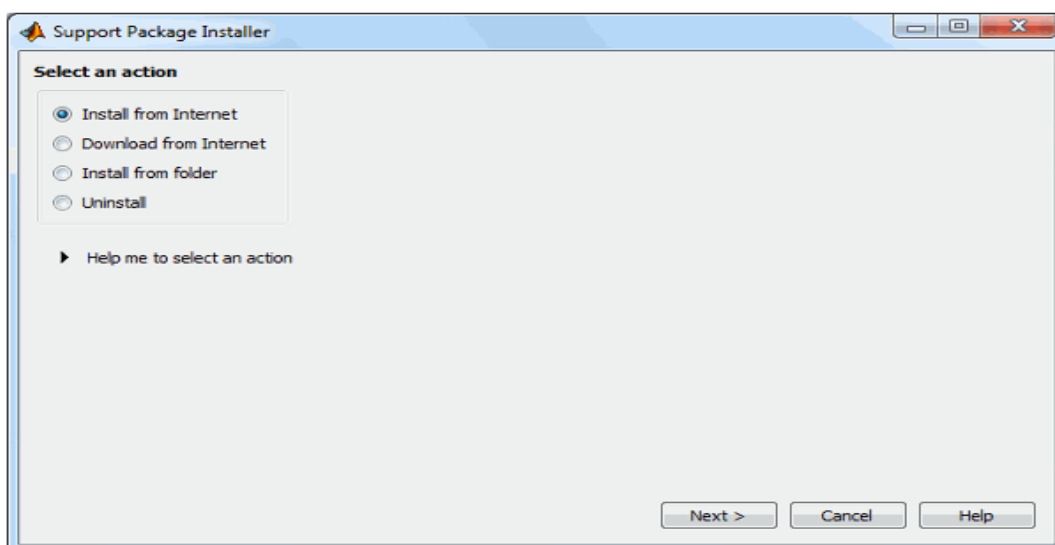 Support Package Installer
Select an action
Install from Internet
Download from Internet
Install from folder
Uninstall
Help me to select an action
Next >
Cancel
Help